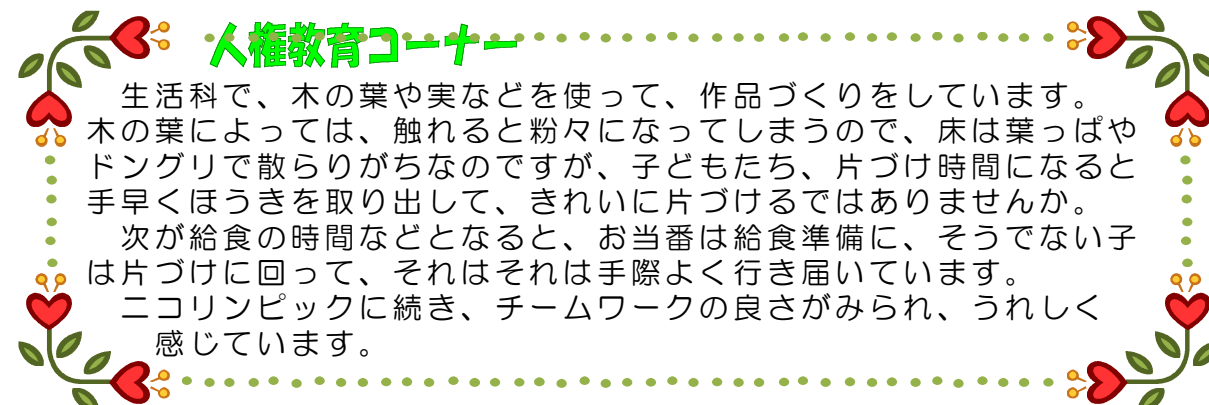 人権教育コーナー
　生活科で、木の葉や実などを使って、作品づくりをしています。
木の葉によっては、触れると粉々になってしまうので、床は葉っぱや
ドングリで散らりがちなのですが、子どもたち、片づけ時間になると
手早くほうきを取り出して、きれいに片づけるではありませんか。
　次が給食の時間などとなると、お当番は給食準備に、そうでない子
は片づけに回って、それはそれは手際よく行き届いています。
　ニコリンピックに続き、チームワークの良さがみられ、うれしく
　　感じています。